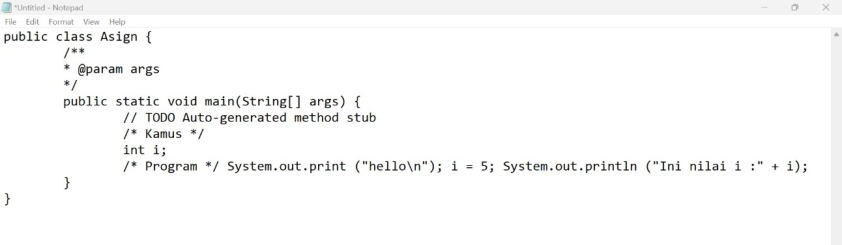 *Untitled - Notepad
File Edit Format View Help
public class Asign {
/**
* @param args
*/
public static void main(String[] args) {
// TODO Auto-generated method stub
/* Kamus */
int i;
/* Program */ System.out.print ("hello\n"); i = 5; System.out.println ("Ini nilai i :" + i);
}
}